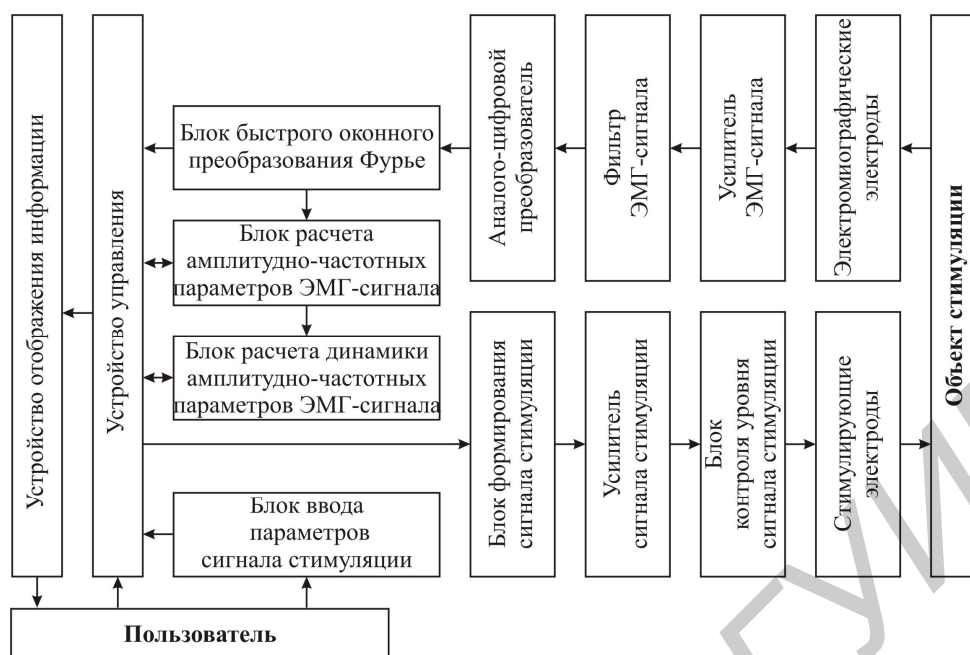 Устройство отображения информации
Устройство управления
Блок быстрого оконного
преобразования Фурье
Блок расчета
амплитудно-частотных
параметров ЭМГ-сигнала
Блок расчета динамики
амплитудно-частотных
параметров ЭМГ-сигнала
Блок ввода
параметров
сигнала стимуляции
Аналого-цифровой
преобразователь
Фильтр
ЭМГ-сигнала
Усилитель
ЭМГ-сигнала
Электромиографические
электроды
Блок формирования
сигнала стимуляции
Усилитель
сигнала стимуляции
Блок
контроля уровня
сигнала стимуляции
Стимулирующие
электроды
Объект стимуляции
Пользователь